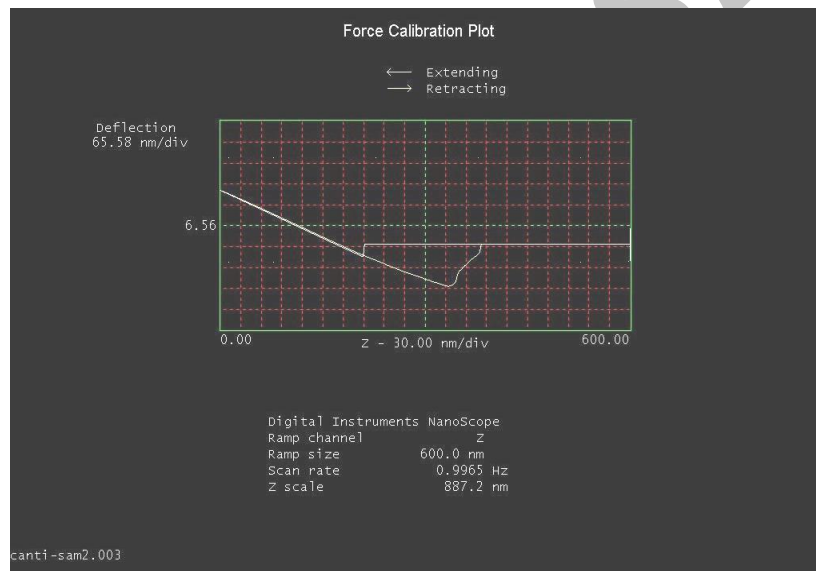 Force Calibration Plot
Extending
Retracting
Deflection
65.58 nm/div
6.56
0.00
Z - 30.00 nm/div
600.00
Digital Instruments NanoScope
Ramp channel Z
Ramp size 600.0 nm
Scan rate 0.9965 Hz
Z scale 887.2 nm
canti-sam2.003